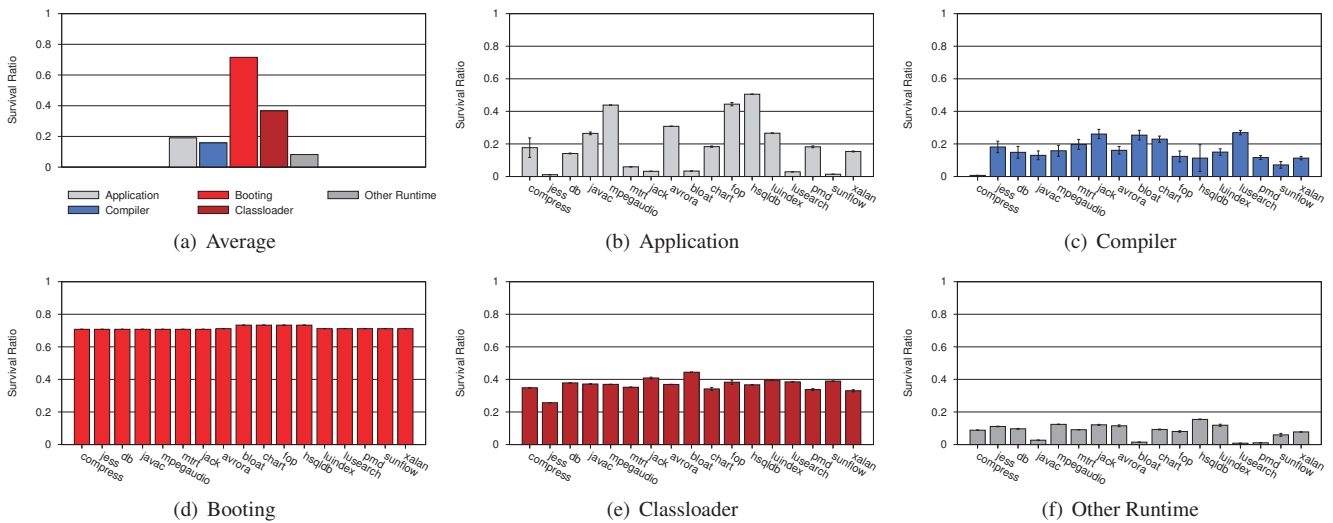 1
0.8
0.6
0.4
0.2
0
Survival Ratio
Application
Compiler
Booting
Classloader
Other Runtime
(a) Average
1
0.8
0.6
0.4
0.2
0
Survival Ratio
compress
jess
db
javac
mpegaudio
mtrt
jack
avrora
bloat
chart
fop
hsqldb
luindex
lusearch
pmd
sunflow
xalan
(b) Application
1
0.8
0.6
0.4
0.2
0
Survival Ratio
compress
jess
db
javac
mpegaudio
mtrt
jack
avrora
bloat
chart
fop
hsqldb
luindex
lusearch
pmd
sunflow
xalan
(c) Compiler
1
0.8
0.6
0.4
0.2
0
Survival Ratio
compress
jess
db
javac
mpegaudio
mtrt
jack
avrora
bloat
chart
fop
hsqldb
luindex
lusearch
pmd
sunflow
xalan
(d) Booting
1
0.8
0.6
0.4
0.2
0
Survival Ratio
compress
jess
db
javac
mpegaudio
mtrt
jack
avrora
bloat
chart
fop
hsqldb
luindex
lusearch
pmd
sunflow
xalan
(e) Classloader
1
0.8
0.6
0.4
0.2
0
Survival Ratio
compress
jess
db
javac
mpegaudio
mtrt
jack
avrora
bloat
chart
fop
hsqldb
luindex
lusearch
pmd
sunflow
xalan
(f) Other Runtime